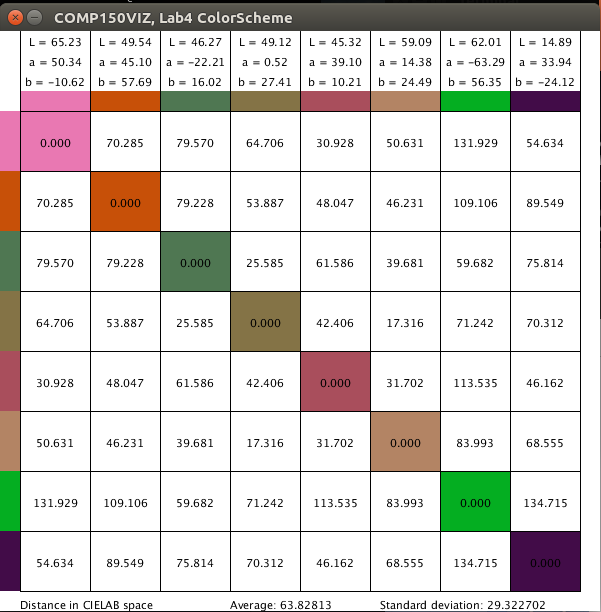 COMP150VIZ, Lab4 ColorScheme
L = 65.23 L = 49.54 L = 46.27 L = 49.12 L = 45.32 L = 59.09 L = 62.01 L = 14.89
a = 50.34 a = 45.10 a = -22.21 a = 0.52 a = 39.10 a = 14.38 a = -63.29 a = 33.94
b = -10.62 b = 57.69 b = 16.02 b = 27.41 b = 10.21 b = 24.49 b = 56.35 b = -24.12
0.000 70.285 79.570 64.706 30.928 50.631 131.929 54.634
70.285 0.000 79.228 53.887 48.047 46.231 109.106 89.549
79.570 79.228 0.000 25.585 61.586 39.681 59.682 75.814
64.706 53.887 25.585 0.000 42.406 17.316 71.242 70.312
30.928 48.047 61.586 42.406 0.000 31.702 113.535 46.162
50.631 46.231 39.681 17.316 31.702 0.000 83.993 68.555
131.929 109.106 59.682 71.242 113.535 83.993 0.000 134.715
54.634 89.549 75.814 70.312 46.162 68.555 134.715 0.000
Distance in CIELAB space Average: 63.82813 Standard deviation: 29.322702